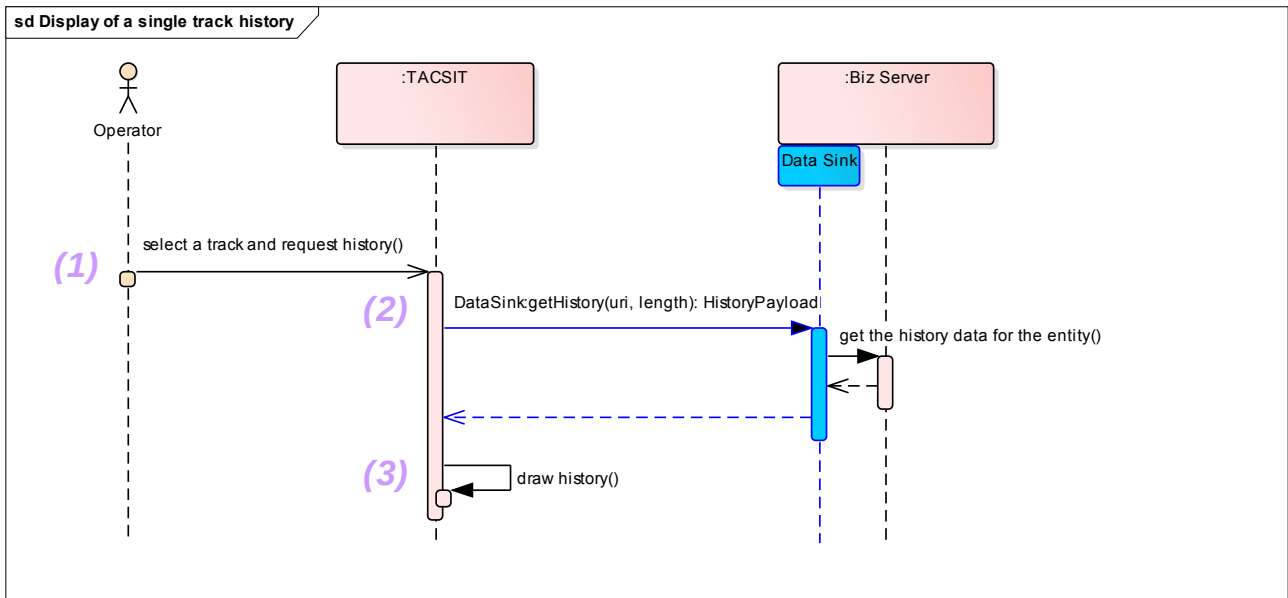 sd Display of a single track history
:TACSIT
:Biz Server
Operator
Data Sink
select a track and request history()
(1)
(2)
DataSink:getHistory(uri, length): HistoryPayload
get the history data for the entity()
(3)
draw history()